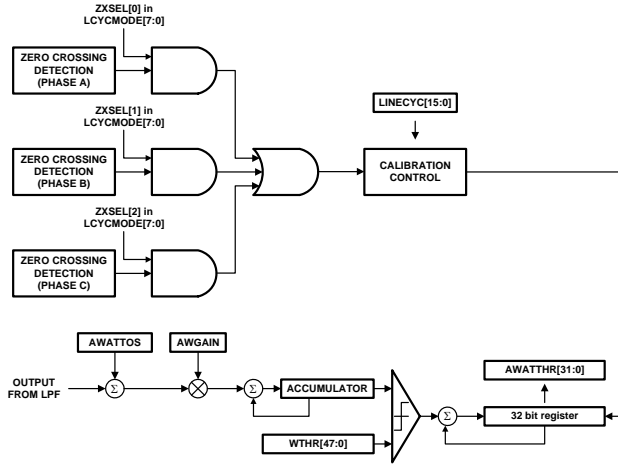 ZXSEL[0] in
LCYCMODE[7:0]
ZERO CROSSING
DETECTION
(PHASE A)
ZXSEL[1] in
LCYCMODE[7:0]
ZERO CROSSING
DETECTION
(PHASE B)
ZXSEL[2] in
LCYCMODE[7:0]
ZERO CROSSING
DETECTION
(PHASE C)
LINECYC[15:0]
CALIBRATION
CONTROL
AWATTOS
AWGAIN
OUTPUT
FROM LPF
Σ
Σ
ACCUMULATOR
WTHR[47:0]
Σ
AWATTHR[31:0]
32 bit register